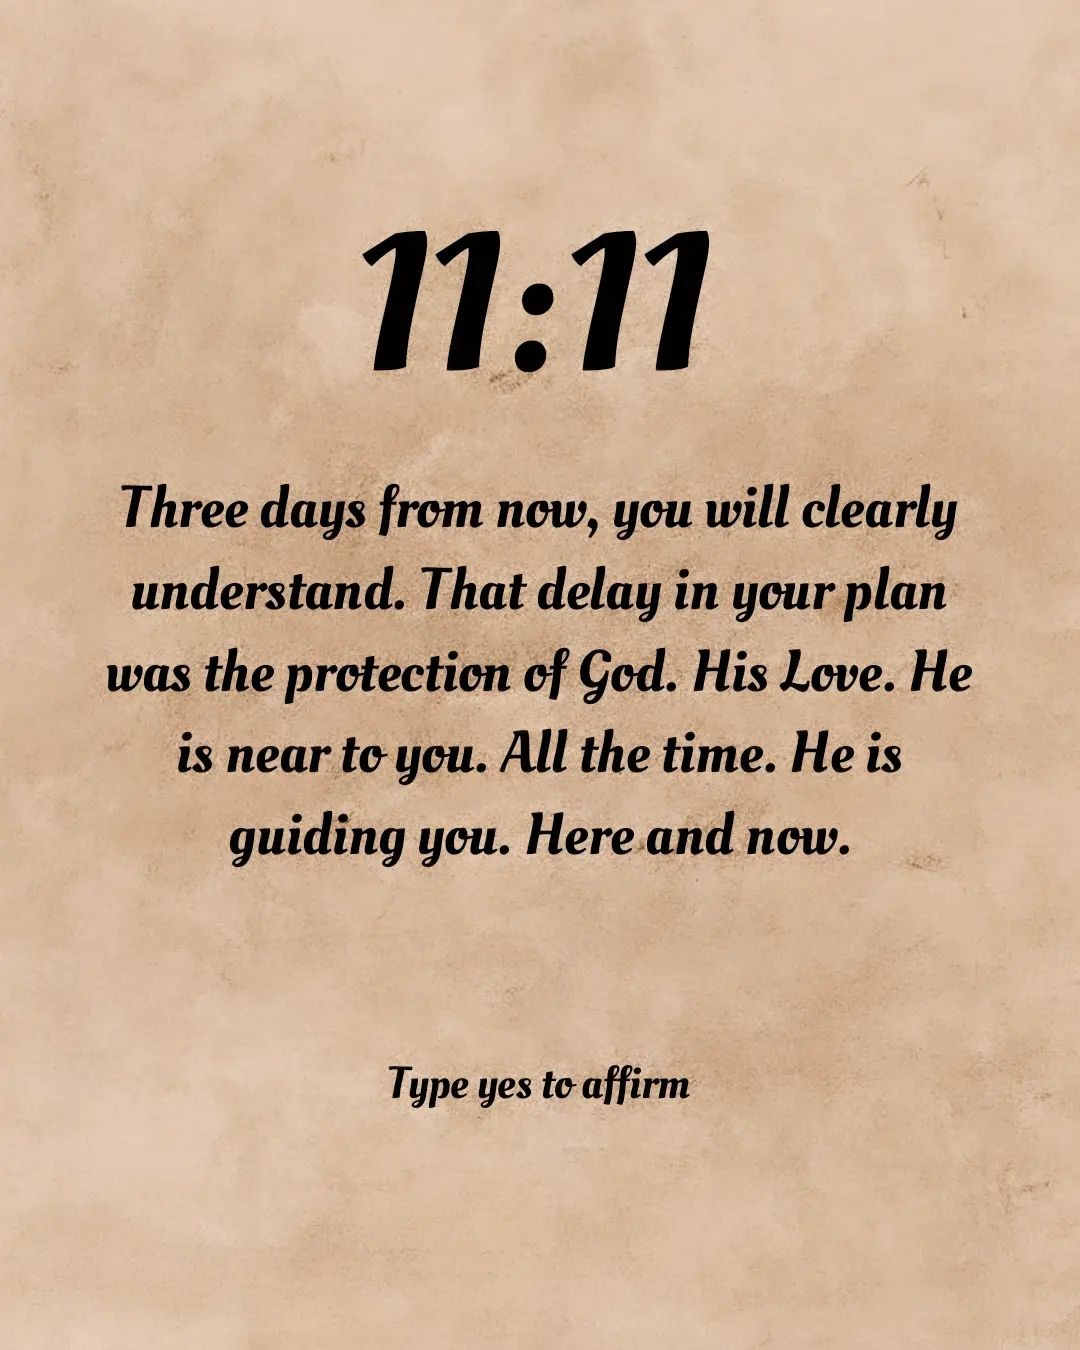 11:11
Three days from now, you will clearly
understand. That delay in your plan
was the protection of God. His Love. He
is near to you. All the time. He is
guiding you. Here and now.
Type yes to affirm